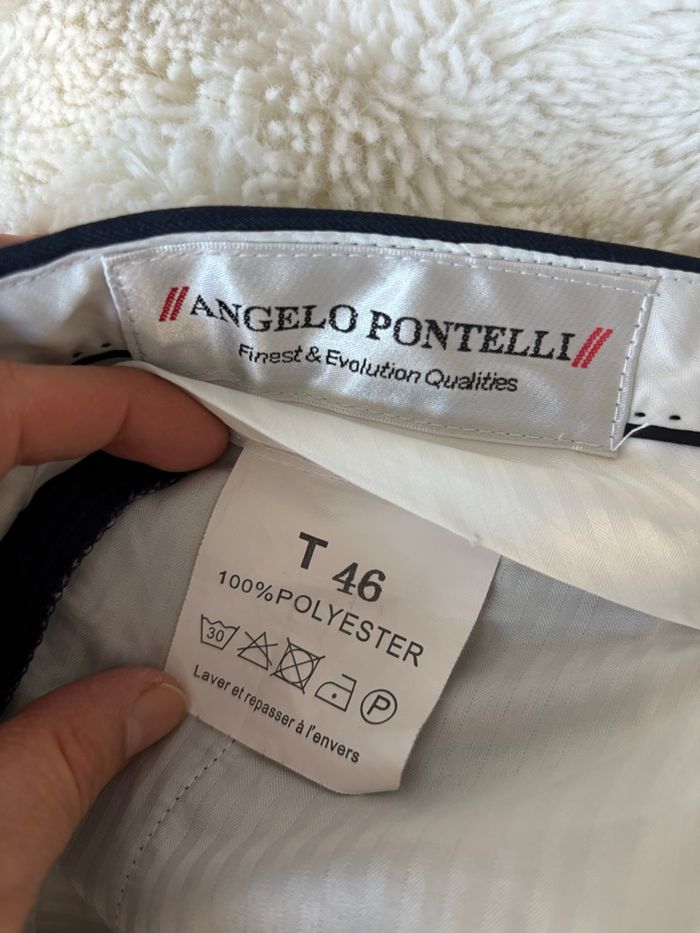 //ANGELO PONTELLI//
Finest & Evolution Qualities
T 46
100%POLYESTER
30 P
Laver et repasser à l'envers